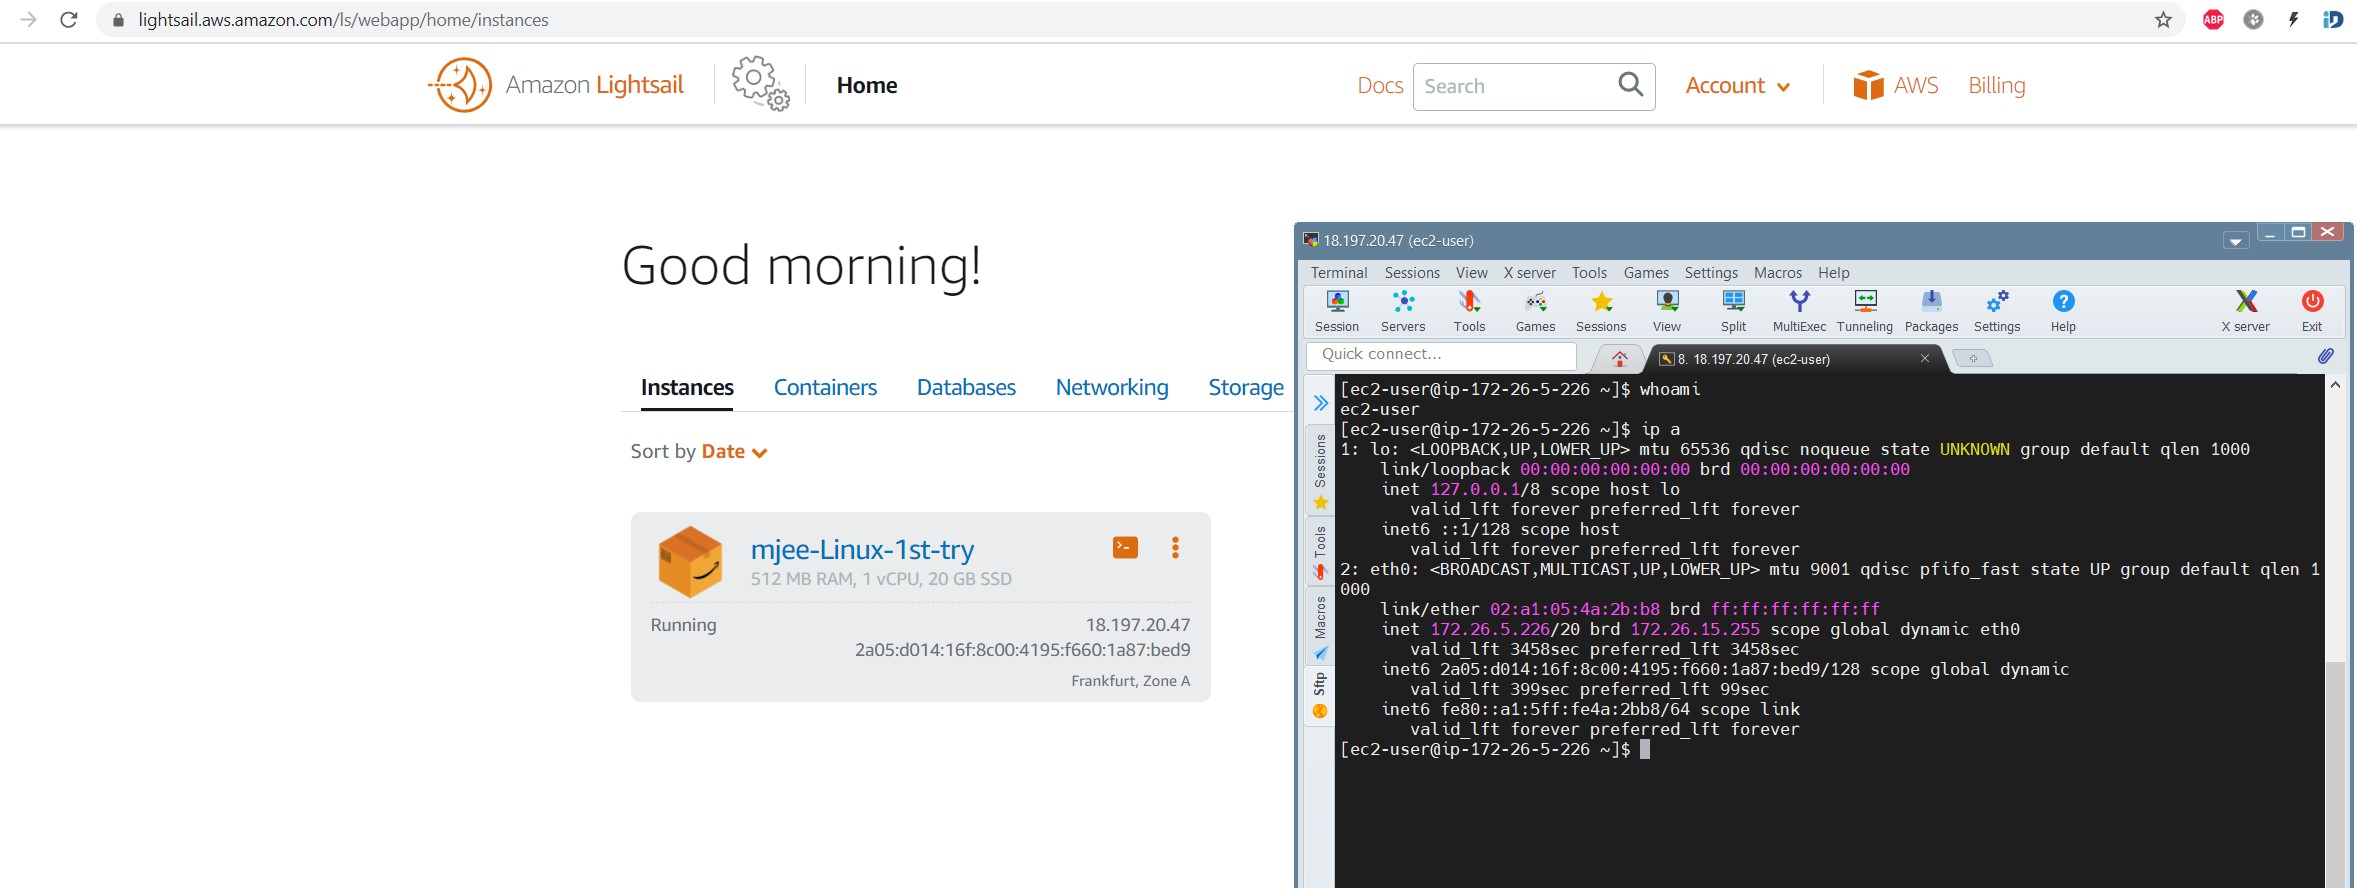 lightsail.aws.amazon.com/ls/webapp/home/instances
ABP
iD
Amazon Lightsail
Home
Docs
Search
Account
AWS
Billing
Good morning!
Instances
Containers
Databases
Networking
Storage
Sort by Date
mjee-Linux-1st-try
512 MB RAM, 1 vCPU, 20 GB SSD
Running
18.197.20.47
2a05:d014:16f:8c00:4195:f660:1a87:bed9
Frankfurt, Zone A
18.197.20.47 (ec2-user)
Terminal Sessions View X server Tools Games Settings Macros Help
Session Servers Tools Games Sessions View Split MultiExec Tunneling Packages Settings Help X server Exit
Quick connect...
8. 18.197.20.47 (ec2-user)
Sessions
Tools
Macros
Sftp
[ec2-user@ip-172-26-5-226 ~]$ whoami
ec2-user
[ec2-user@ip-172-26-5-226 ~]$ ip a
1: lo: <LOOPBACK,UP,LOWER_UP> mtu 65536 qdisc noqueue state UNKNOWN group default qlen 1000
link/loopback 00:00:00:00:00:00 brd 00:00:00:00:00:00
inet 127.0.0.1/8 scope host lo
valid_lft forever preferred_lft forever
inet6 ::1/128 scope host
valid_lft forever preferred_lft forever
2: eth0: <BROADCAST,MULTICAST,UP,LOWER_UP> mtu 9001 qdisc pfifo_fast state UP group default qlen 1
000
link/ether 02:a1:05:4a:2b:b8 brd ff:ff:ff:ff:ff:ff
inet 172.26.5.226/20 brd 172.26.15.255 scope global dynamic eth0
valid_lft 3458sec preferred_lft 3458sec
inet6 2a05:d014:16f:8c00:4195:f660:1a87:bed9/128 scope global dynamic
valid_lft 399sec preferred_lft 99sec
inet6 fe80::a1:5ff:fe4a:2bb8/64 scope link
valid_lft forever preferred_lft forever
[ec2-user@ip-172-26-5-226 ~]$